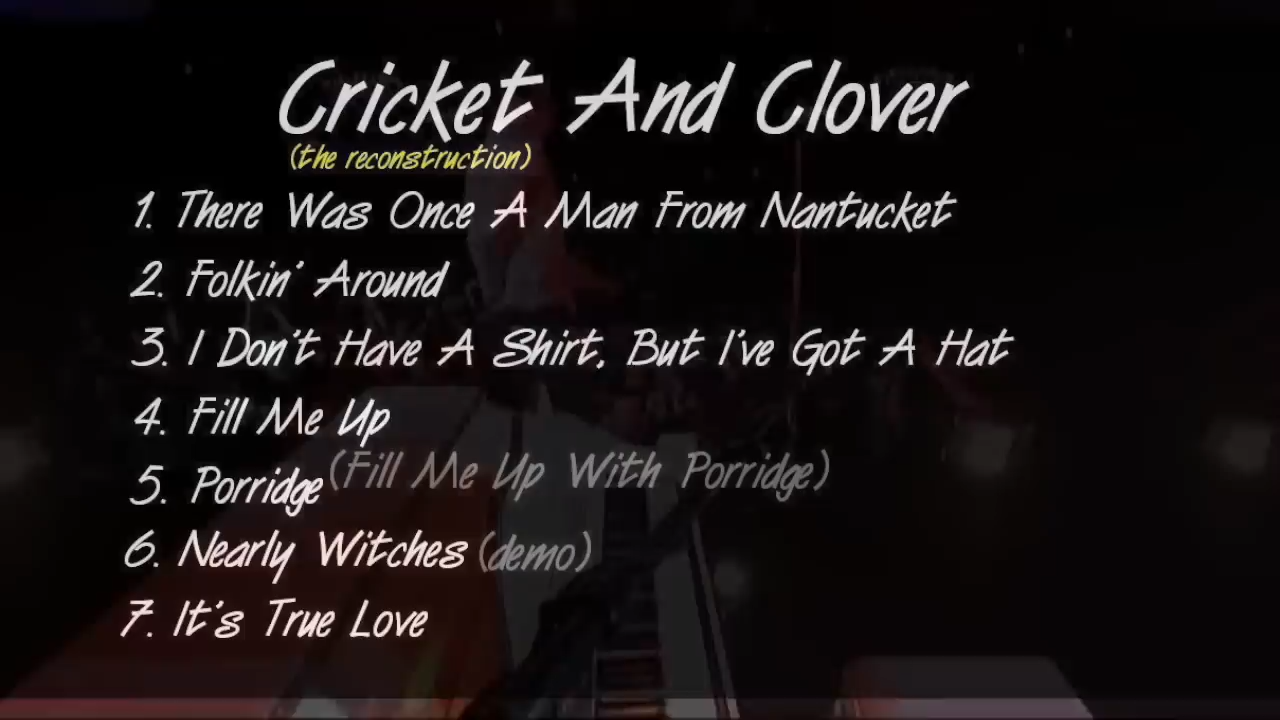 Cricket And Clover
(the reconstruction)
1. There Was Once A Man From Nantucket
2. Folkin' Around
3. I Don't Have A Shirt, But I've Got A Hat
4. Fill Me Up
5. Porridge (Fill Me Up With Porridge)
6. Nearly Witches (demo)
7. It's True Love